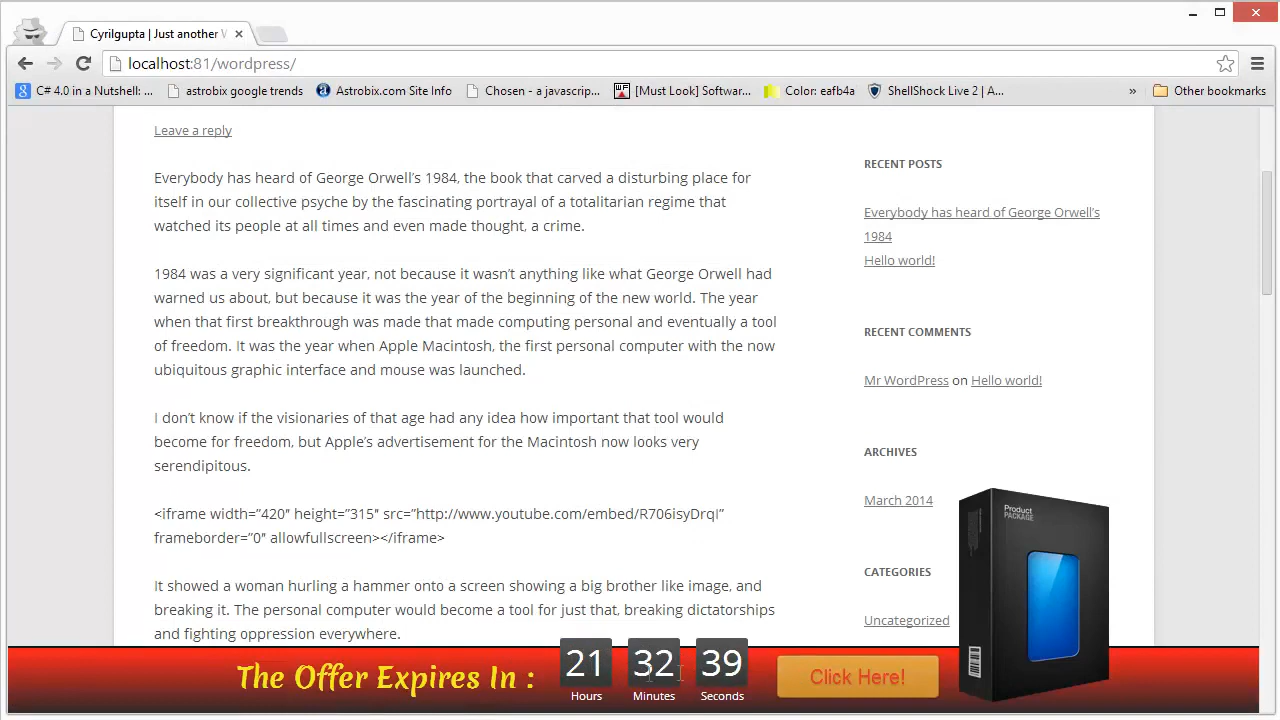 Cyrilgupta | Just another W
localhost:81/wordpress/
C# 4.0 in a Nutshell: ...
astrobix google trends
Astrobix.com Site Info
Chosen - a javascrip...
[Must Look] Softwar...
Color: eafb4a
ShellShock Live 2 | A...
»
Other bookmarks
Leave a reply
Everybody has heard of George Orwell's 1984, the book that carved a disturbing place for
itself in our collective psyche by the fascinating portrayal of a totalitarian regime that
watched its people at all times and even made thought, a crime.
1984 was a very significant year, not because it wasn't anything like what George Orwell had
warned us about, but because it was the year of the beginning of the new world. The year
when that first breakthrough was made that made computing personal and eventually a tool
of freedom. It was the year when Apple Macintosh, the first personal computer with the now
ubiquitous graphic interface and mouse was launched.
I don't know if the visionaries of that age had any idea how important that tool would
become for freedom, but Apple's advertisement for the Macintosh now looks very
serendipitous.
<iframe width="420″ height="315″ src="http://www.youtube.com/embed/R706isyDrqI"
frameborder="0″ allowfullscreen></iframe>
It showed a woman hurling a hammer onto a screen showing a big brother like image, and
breaking it. The personal computer would become a tool for just that, breaking dictatorships
and fighting oppression everywhere.
RECENT POSTS
Everybody has heard of George Orwell's
1984
Hello world!
RECENT COMMENTS
Mr WordPress on Hello world!
ARCHIVES
March 2014
CATEGORIES
Uncategorized
Product
PACKAGE
The Offer Expires In :
21 32 39
Hours Minutes Seconds
Click Here!